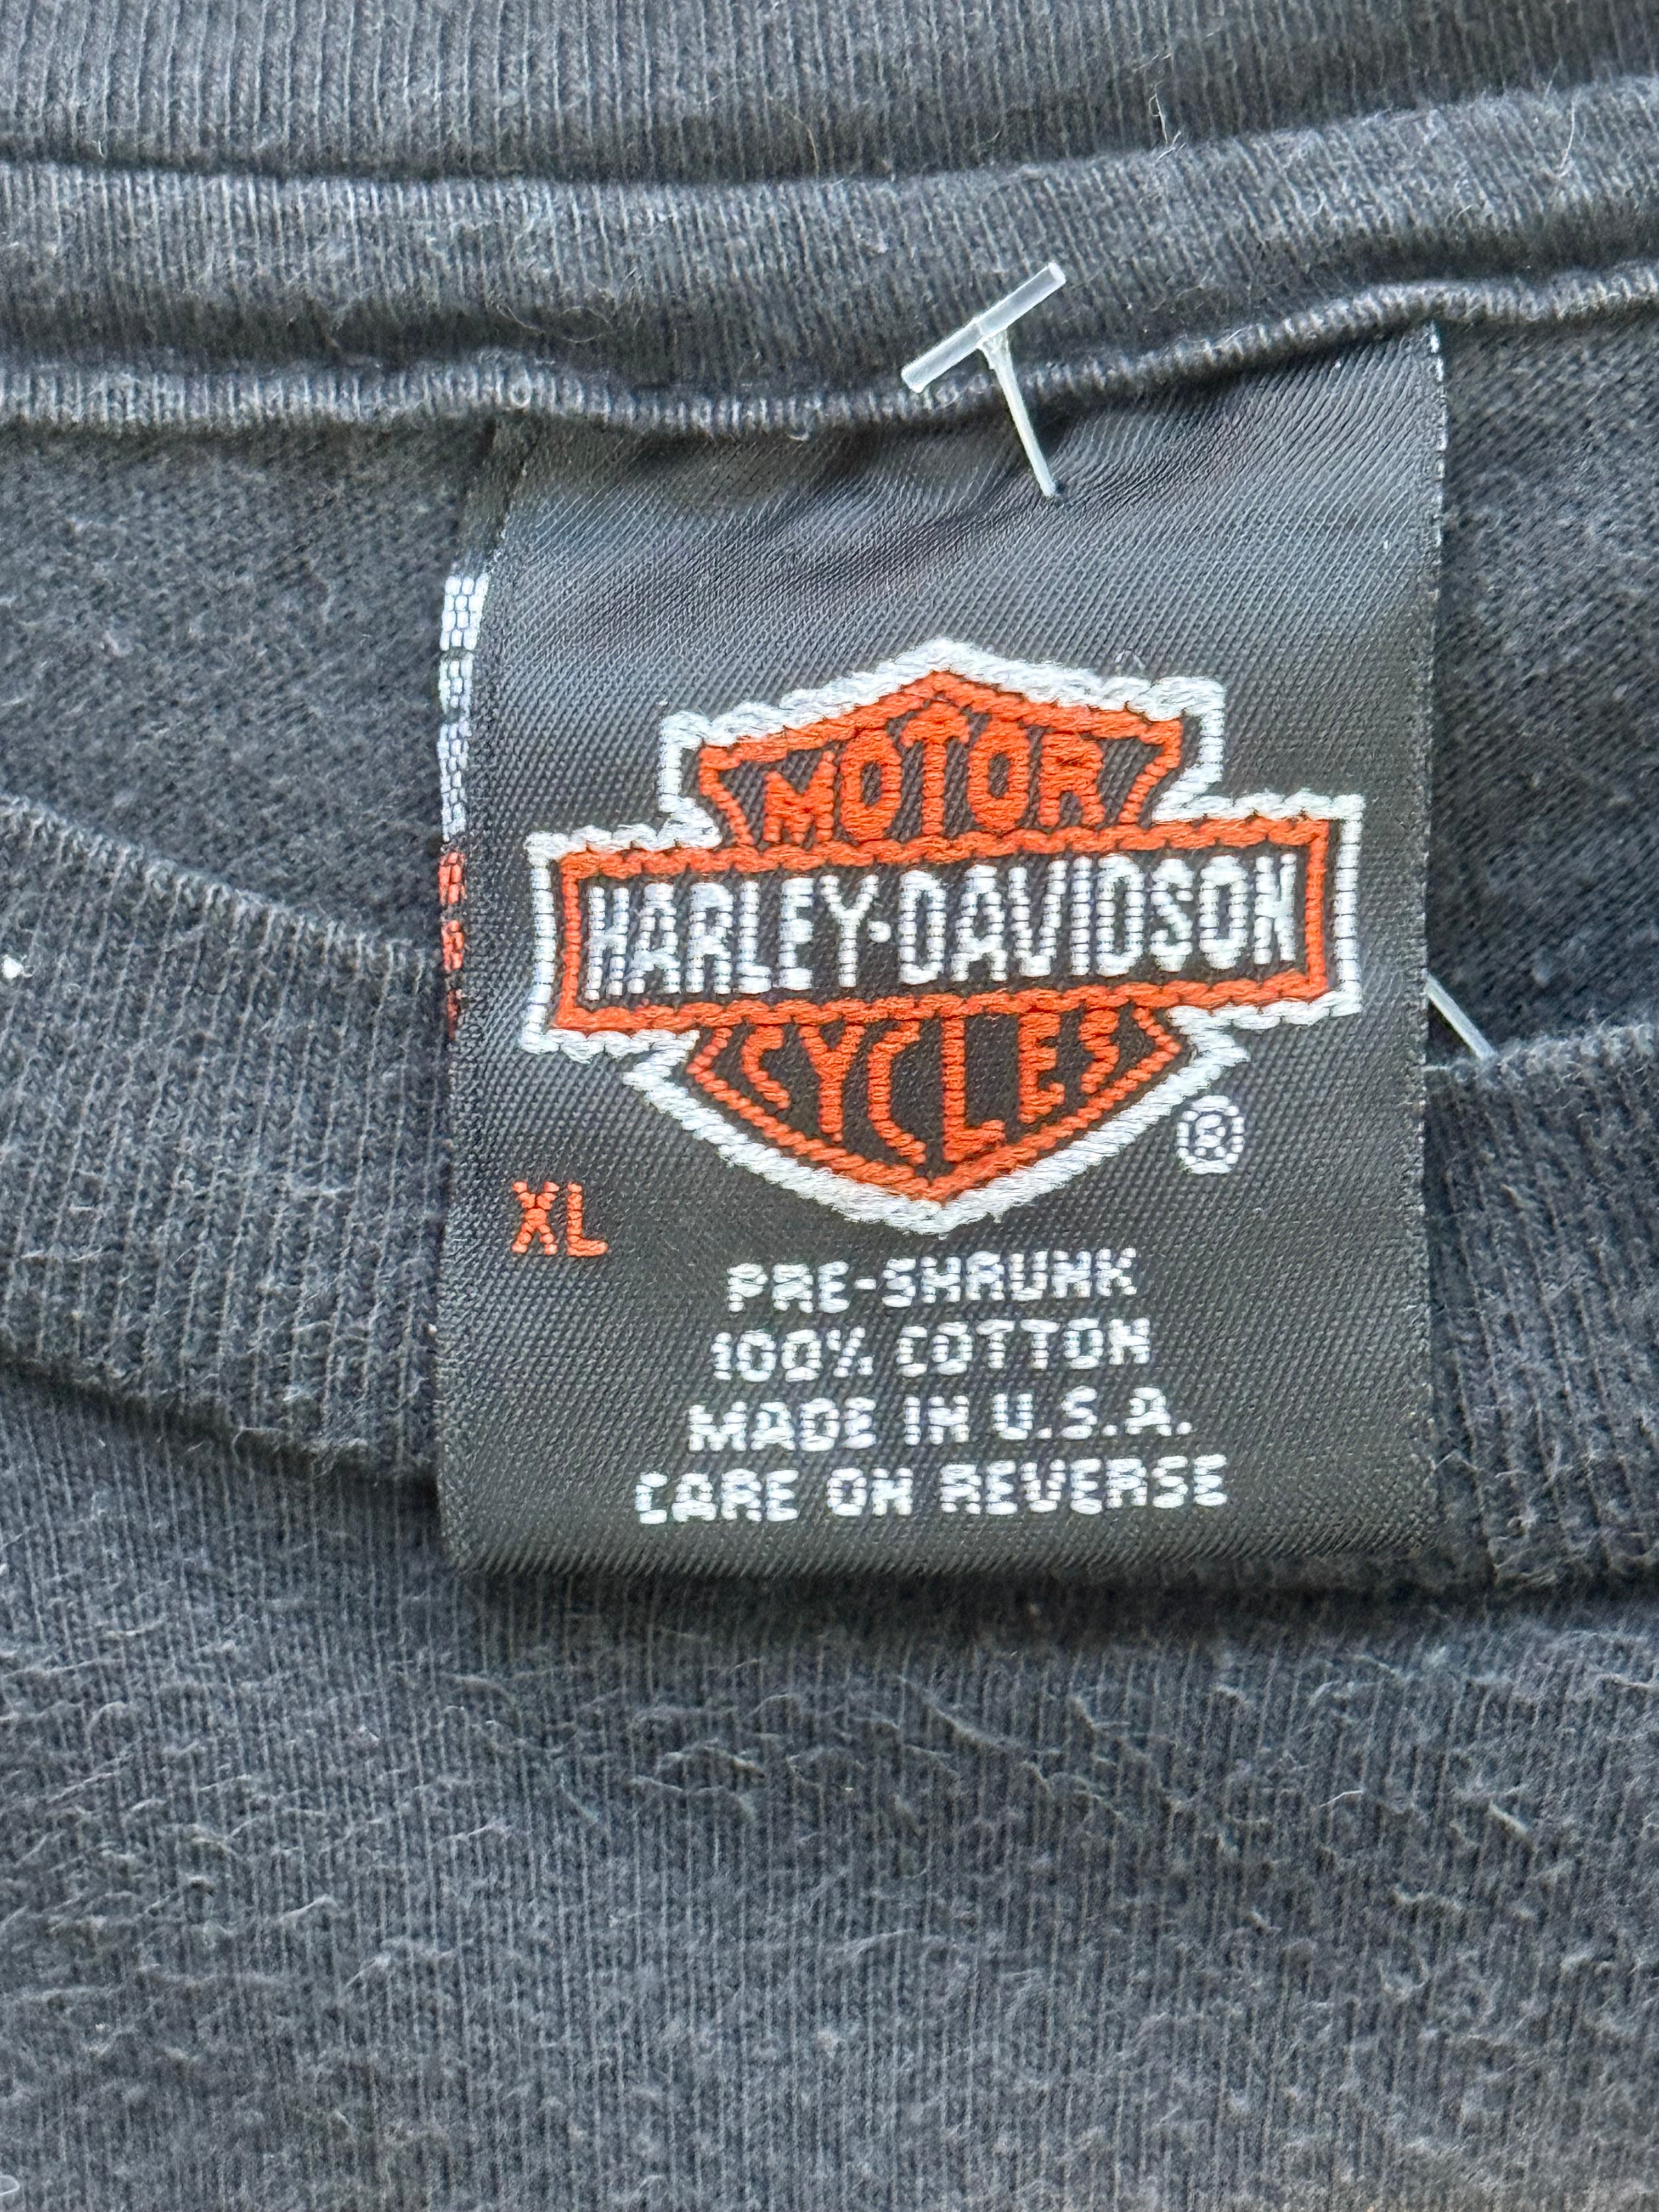 MOTOR
HARLEY-DAVIDSON
CYCLES
®
XL
PRE-SHRUNK
100% COTTON
MADE IN U.S.A.
CARE ON REVERSE